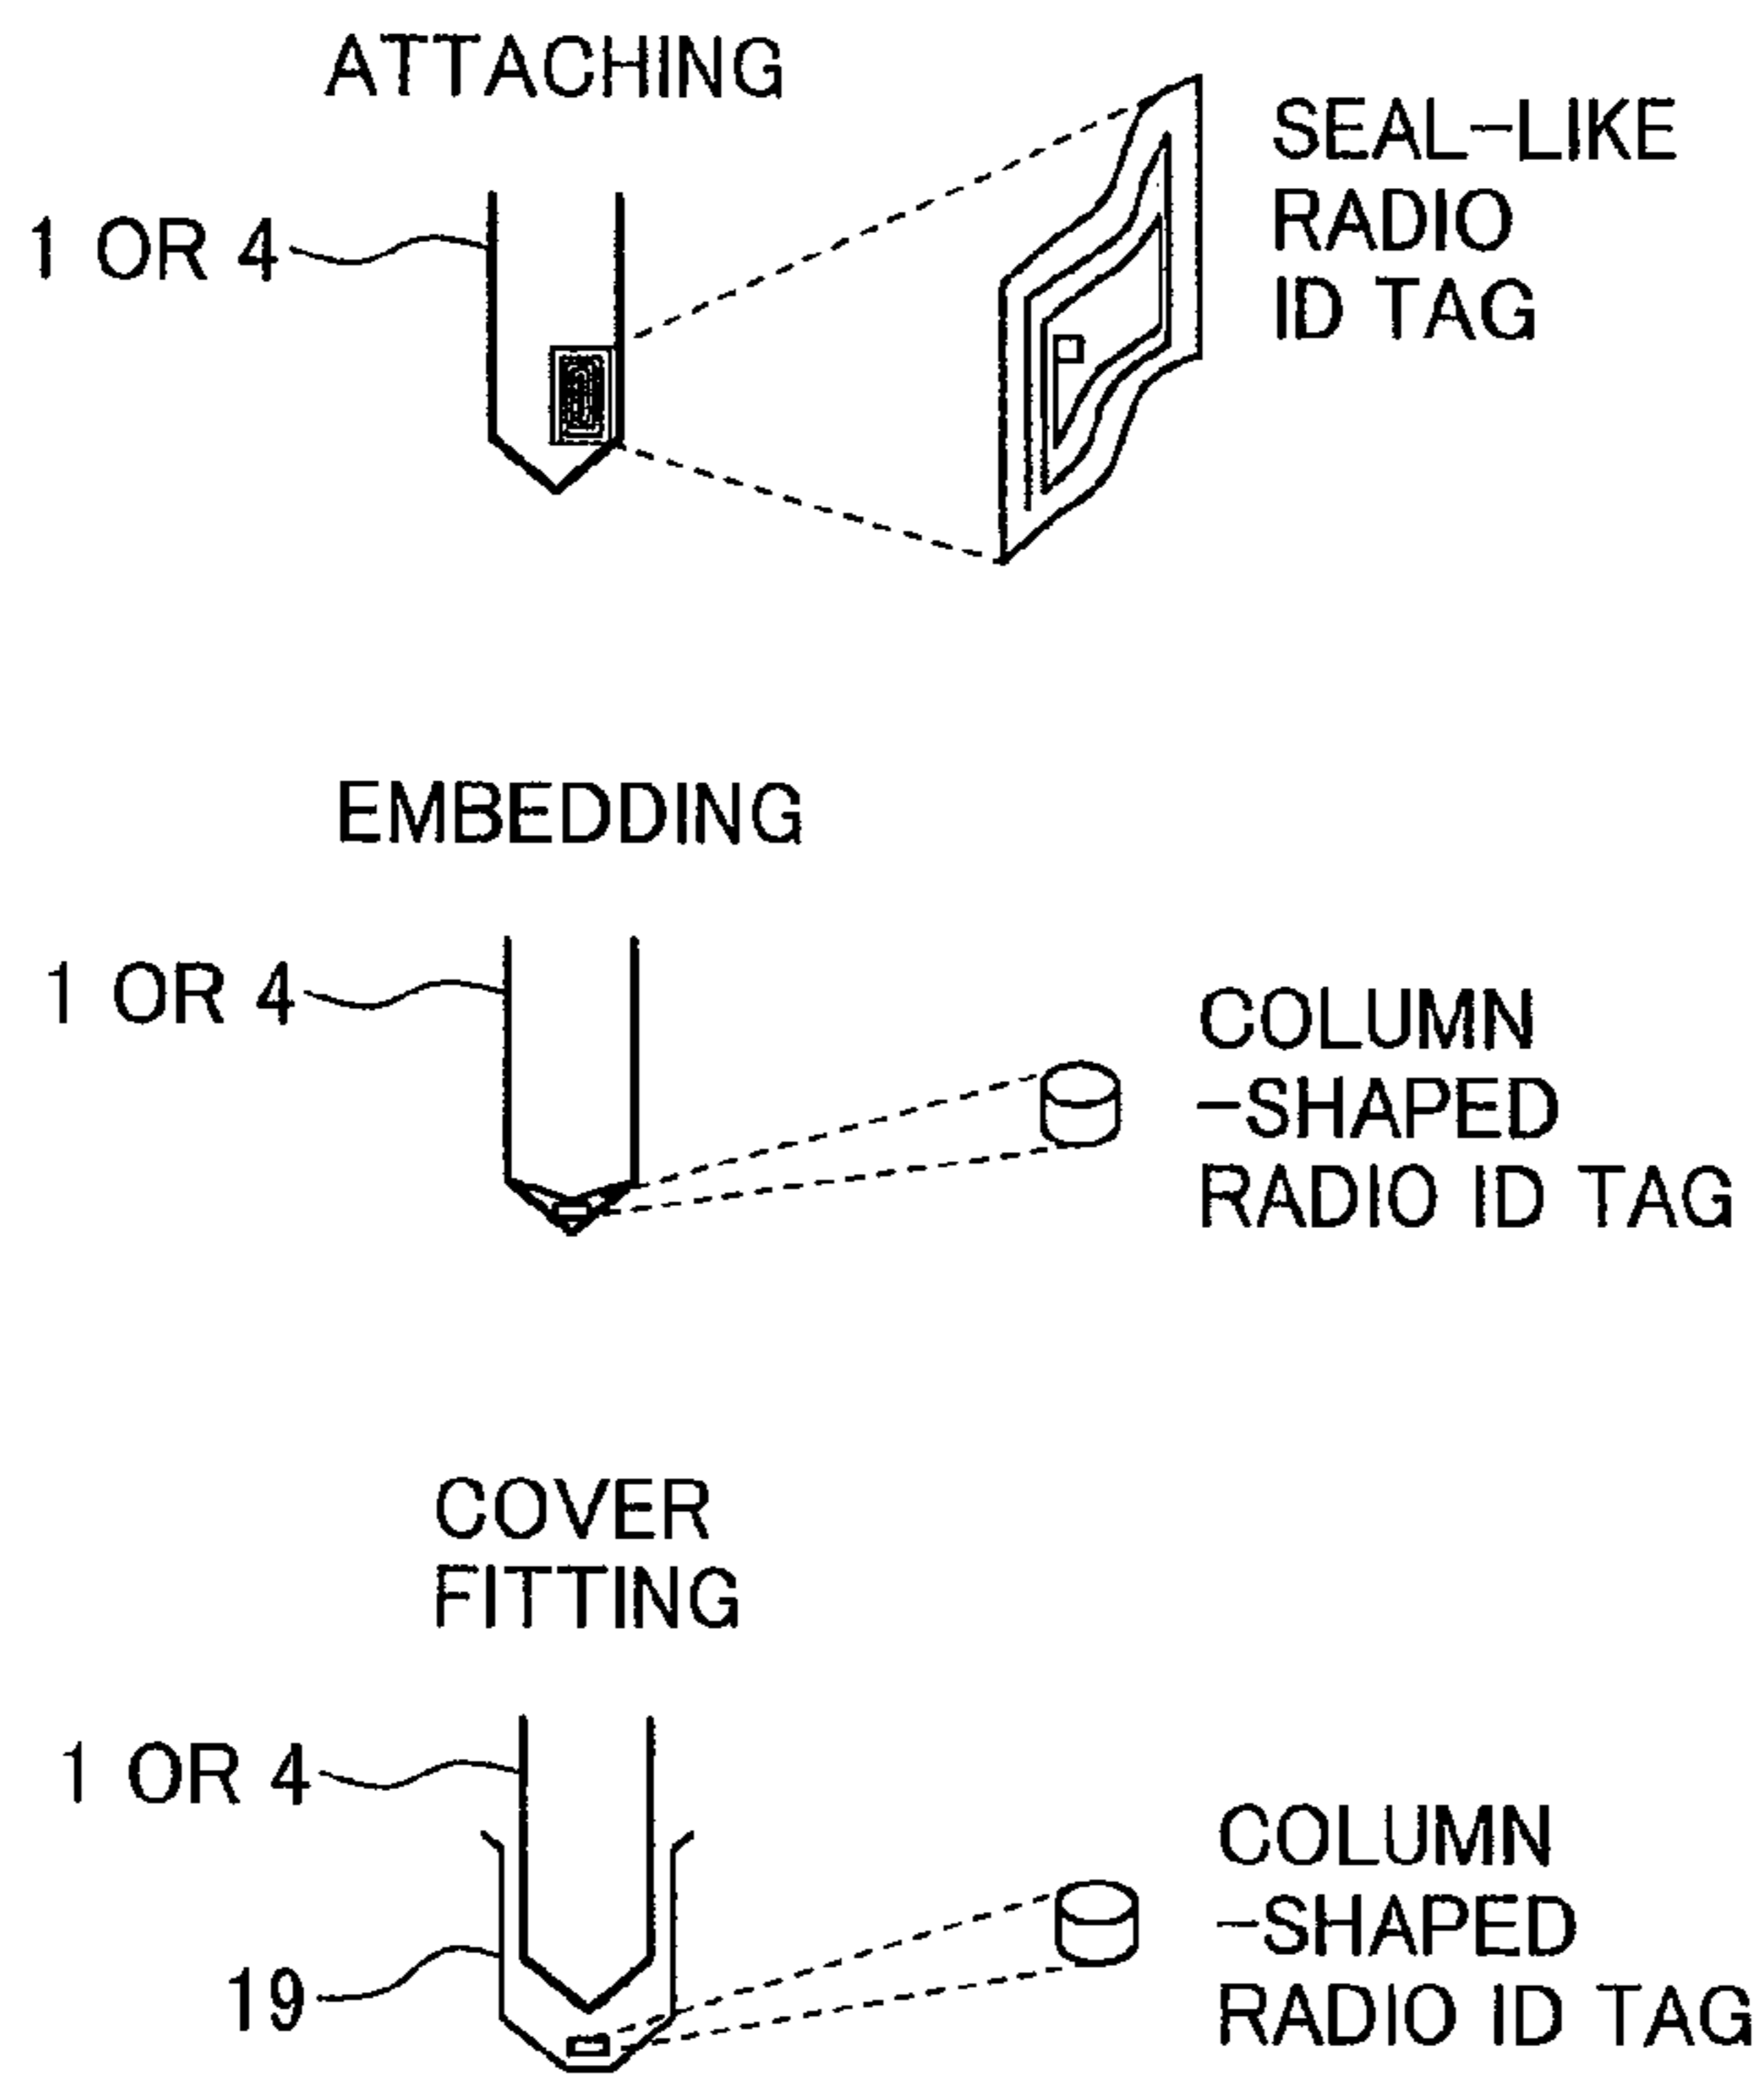 ATTACHING
SEAL-LIKE
RADIO
ID TAG
1 OR 4
EMBEDDING
1 OR 4
COLUMN
-SHAPED
RADIO ID TAG
COVER
FITTING
1 OR 4
19
COLUMN
-SHAPED
RADIO ID TAG